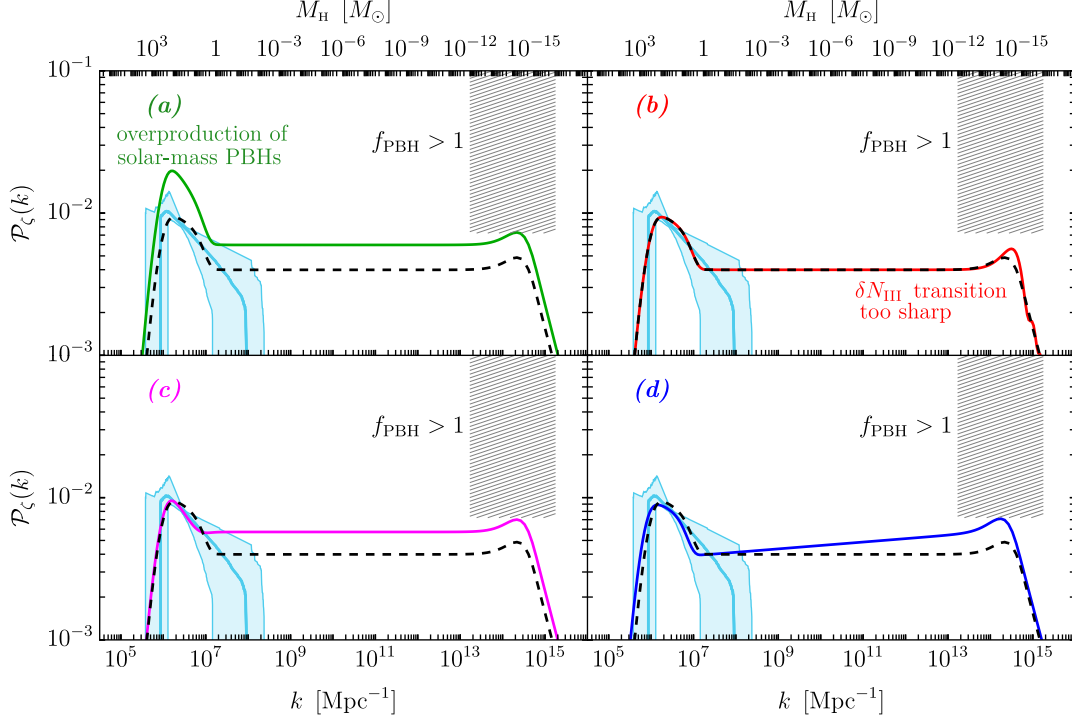 M_H [M_⊙] M_H [M_⊙]
10^3 1 10^−3 10^−6 10^−9 10^−12 10^−15 10^3 1 10^−3 10^−6 10^−9 10^−12 10^−15
10^−1
(a) (b)
overproduction of
solar-mass PBHs
f_PBH > 1 f_PBH > 1
10^−2
P_ζ(k)
δN_III transition
too sharp
10^−3
(c) (d)
f_PBH > 1 f_PBH > 1
10^−2
P_ζ(k)
10^−3
10^5 10^7 10^9 10^11 10^13 10^15 10^5 10^7 10^9 10^11 10^13 10^15
k [Mpc^−1] k [Mpc^−1]